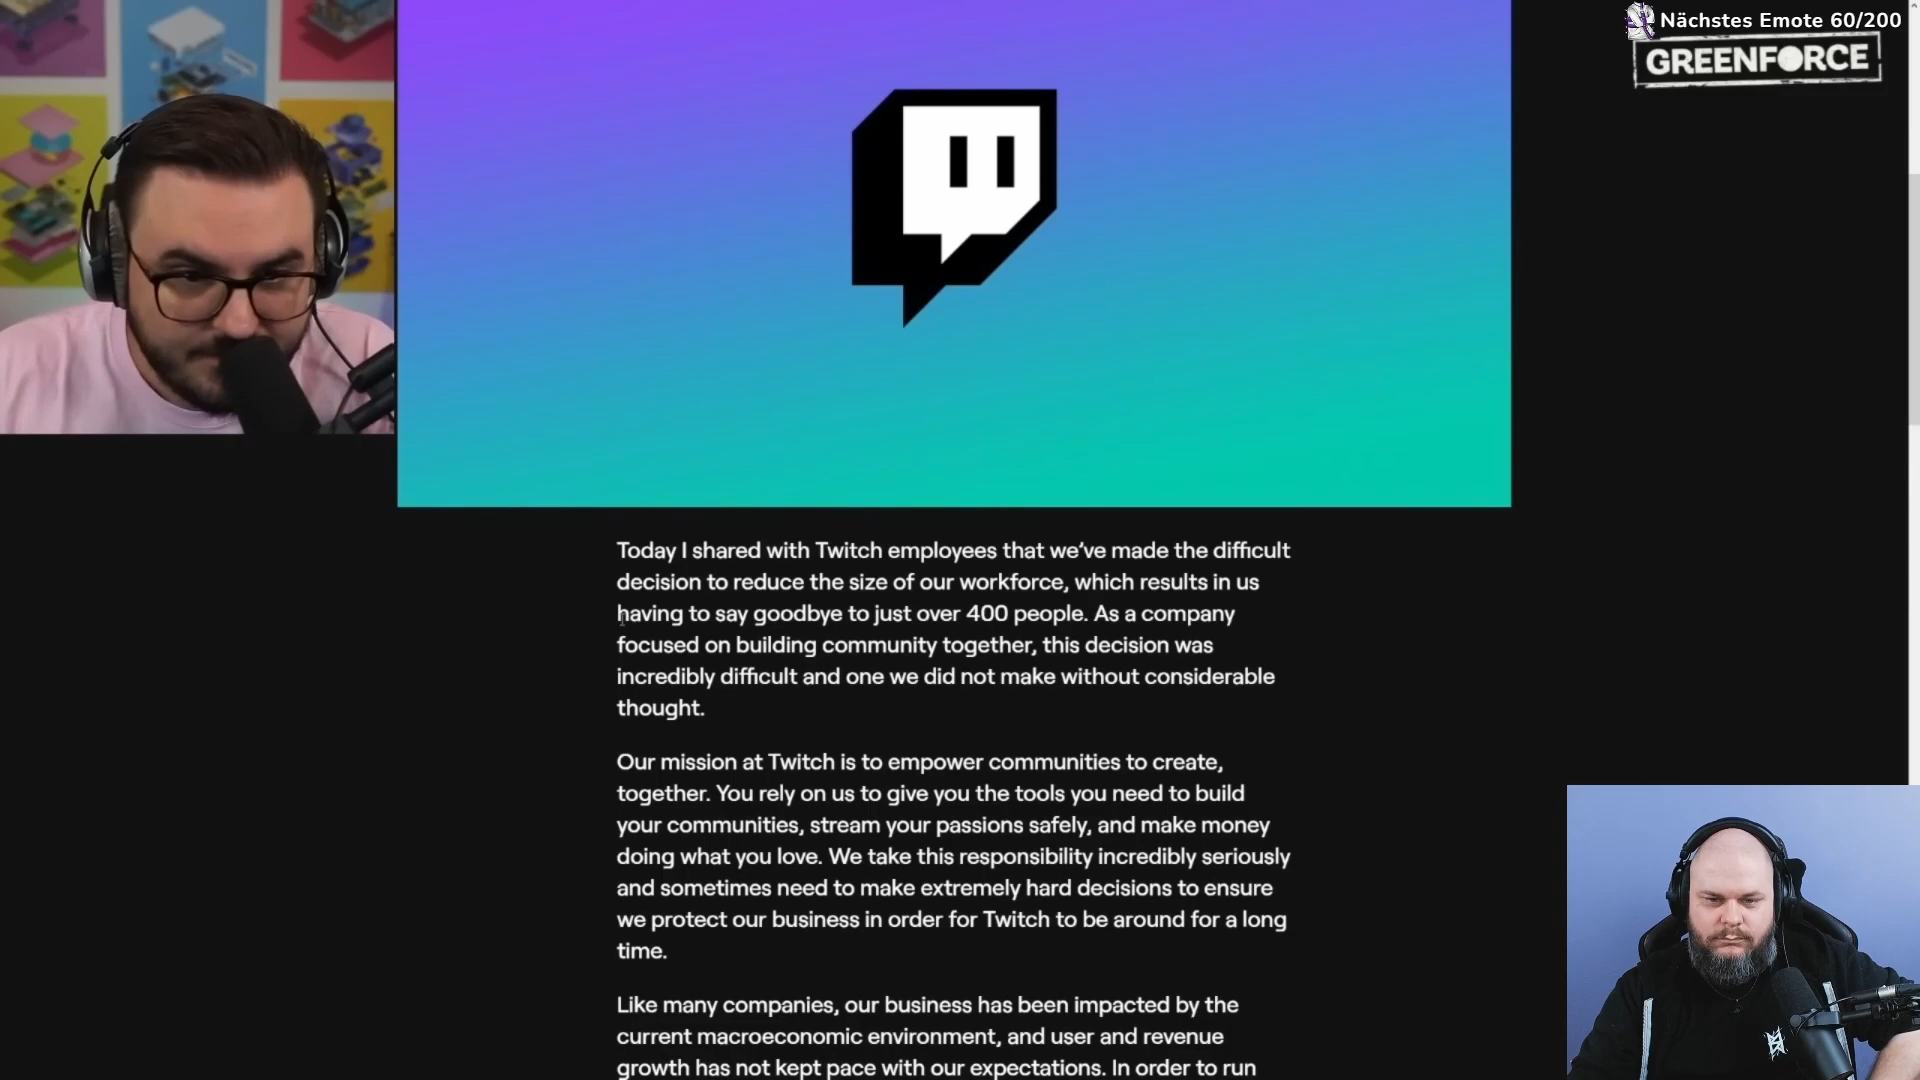 Nächstes Emote 60/200
GREENFORCE
Today I shared with Twitch employees that we’ve made the difficult
decision to reduce the size of our workforce, which results in us
having to say goodbye to just over 400 people. As a company
focused on building community together, this decision was
incredibly difficult and one we did not make without considerable
thought.
Our mission at Twitch is to empower communities to create,
together. You rely on us to give you the tools you need to build
your communities, stream your passions safely, and make money
doing what you love. We take this responsibility incredibly seriously
and sometimes need to make extremely hard decisions to ensure
we protect our business in order for Twitch to be around for a long
time.
Like many companies, our business has been impacted by the
current macroeconomic environment, and user and revenue
growth has not kept pace with our expectations. In order to run